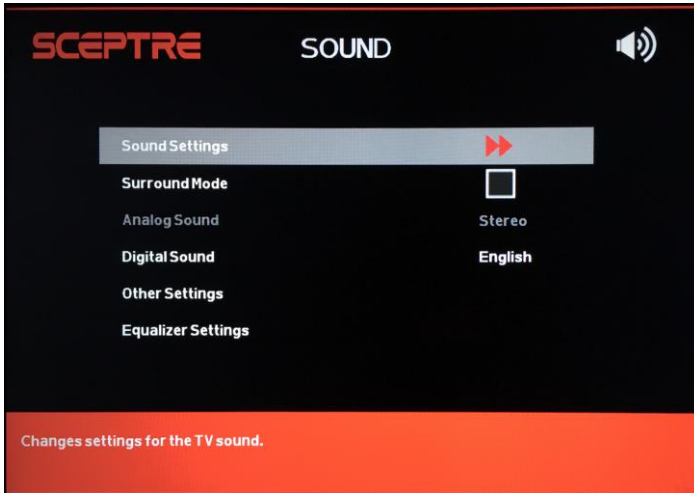 SCEPTRE SOUND
Sound Settings
Surround Mode
Analog Sound Stereo
Digital Sound English
Other Settings
Equalizer Settings
Changes settings for the TV sound.